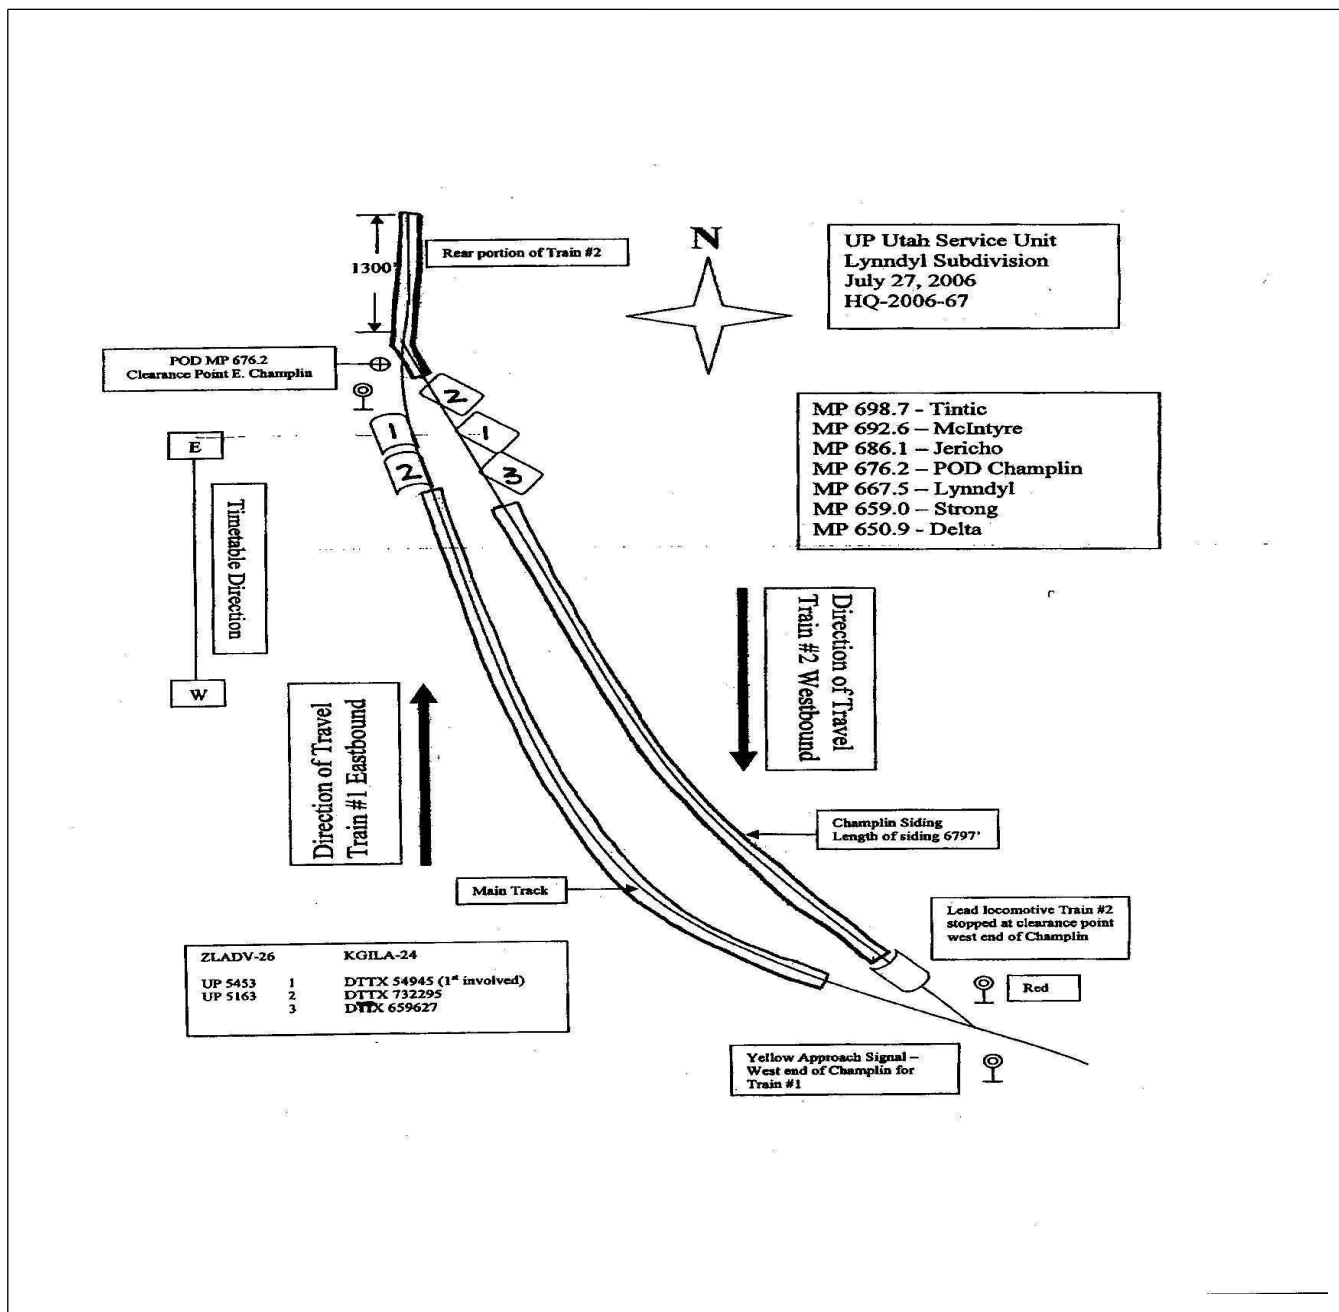 N
UP Utah Service Unit
Lynndyl Subdivision
July 27, 2006
HQ-2006-67
1300'
Rear portion of Train #2
POD MP 676.2
Clearance Point E. Champlin
MP 698.7 - Tintic
MP 692.6 – McIntyre
MP 686.1 – Jericho
MP 676.2 – POD Champlin
MP 667.5 – Lynndyl
MP 659.0 – Strong
MP 650.9 - Delta
2
1
1
3
2
E
Timetable Direction
W
Direction of Travel
Train #1 Eastbound
Direction of Travel
Train #2 Westbound
Champlin Siding
Length of siding 6797'
Main Track
Lead locomotive Train #2
stopped at clearance point
west end of Champlin
Red
ZLADV-26 KGILA-24
UP 5453 1 DTTX 54945 (1st involved)
UP 5163 2 DTTX 732295
3 DTTX 659627
Yellow Approach Signal –
West end of Champlin for
Train #1